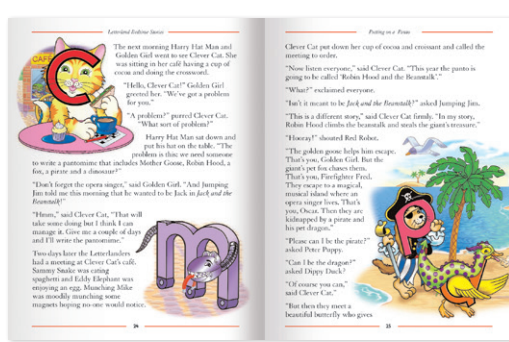 Letterland Bedtime Stories
The next morning Harry Hat Man and
Golden Girl went to see Clever Cat. She
was sitting in her café having a cup of
cocoa and doing the crossword.
"Hello, Clever Cat!" Golden Girl
greeted her. "We've got a problem
for you."
"A problem?" purred Clever Cat.
"What sort of problem?"
Harry Hat Man sat down and
put his hat on the table. "The
problem is this; we need someone
to write a pantomime that includes Mother Goose, Robin Hood, a
fox, a pirate and a dinosaur?"
"Don't forget the opera singer," said Golden Girl. "And Jumping
Jim told me this morning that he wanted to be Jack in Jack and the
Beanstalk!"
"Hmm," said Clever Cat, "That will
take some doing but I think I can
manage it. Give me a couple of days
and I'll write the pantomime."
Two days later the Letterlanders
had a meeting at Clever Cat's café.
Sammy Snake was eating
spaghetti and Eddy Elephant was
enjoying an egg. Munching Mike
was moodily munching some
magnets hoping no-one would notice.
24
Putting on a Panto
Clever Cat put down her cup of cocoa and croissant and called the
meeting to order.
"Now listen everyone," said Clever Cat. "This year the panto is
going to be called 'Robin Hood and the Beanstalk'."
"What?" exclaimed everyone.
"Isn't it meant to be Jack and the Beanstalk?" asked Jumping Jim.
"This is a different story," said Clever Cat firmly. "In my story,
Robin Hood climbs the beanstalk and steals the giant's treasure."
"Hooray!" shouted Red Robot.
"The golden goose helps him escape.
That's you, Golden Girl. But the
giant's pet fox chases them.
That's you, Firefighter Fred.
They escape to a magical,
musical island where an
opera singer lives. That's
you, Oscar. Then they are
kidnapped by a pirate and
his pet dragon."
"Please can I be the pirate?"
asked Peter Puppy.
"Can I be the dragon?"
asked Dippy Duck?
"Of course you can,"
said Clever Cat.
"But then they meet a
beautiful butterfly who gives
25